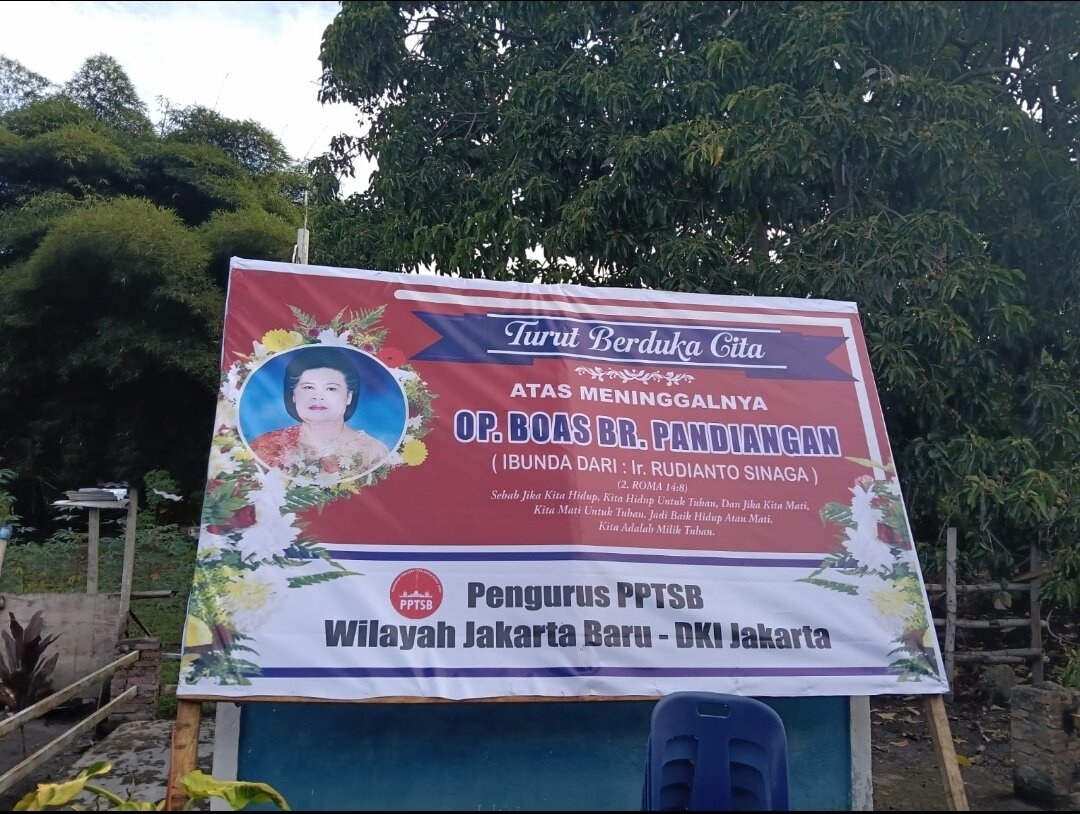 Turut Berduka Cita
ATAS MENINGGALNYA
OP. BOAS BR. PANDIANGAN
( IBUNDA DARI : Ir. RUDIANTO SINAGA )
(2. ROMA 14:8)
Sebab Jika Kita Hidup, Kita Hidup Untuk Tuhan, Dan Jika Kita Mati,
Kita Mati Untuk Tuhan. Jadi Baik Hidup Atau Mati,
Kita Adalah Milik Tuhan.
PPTSB
Pengurus PPTSB
Wilayah Jakarta Baru - DKI Jakarta